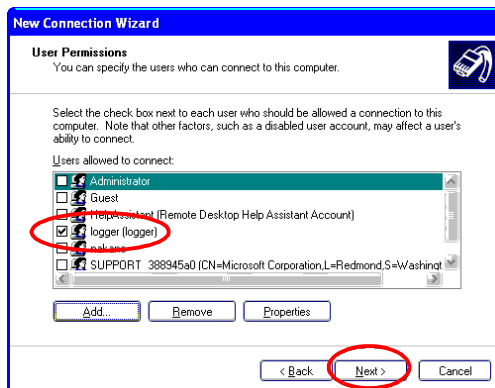 New Connection Wizard
User Permissions
You can specify the users who can connect to this computer.
Select the check box next to each user who should be allowed a connection to this
computer. Note that other factors, such as a disabled user account, may affect a user's
ability to connect.
Users allowed to connect:
Administrator
Guest
HelpAssistant (Remote Desktop Help Assistant Account)
logger (logger)
nakano
SUPPORT_388945a0 (CN=Microsoft Corporation,L=Redmond,S=Washingt
Add...
Remove
Properties
< Back
Next >
Cancel